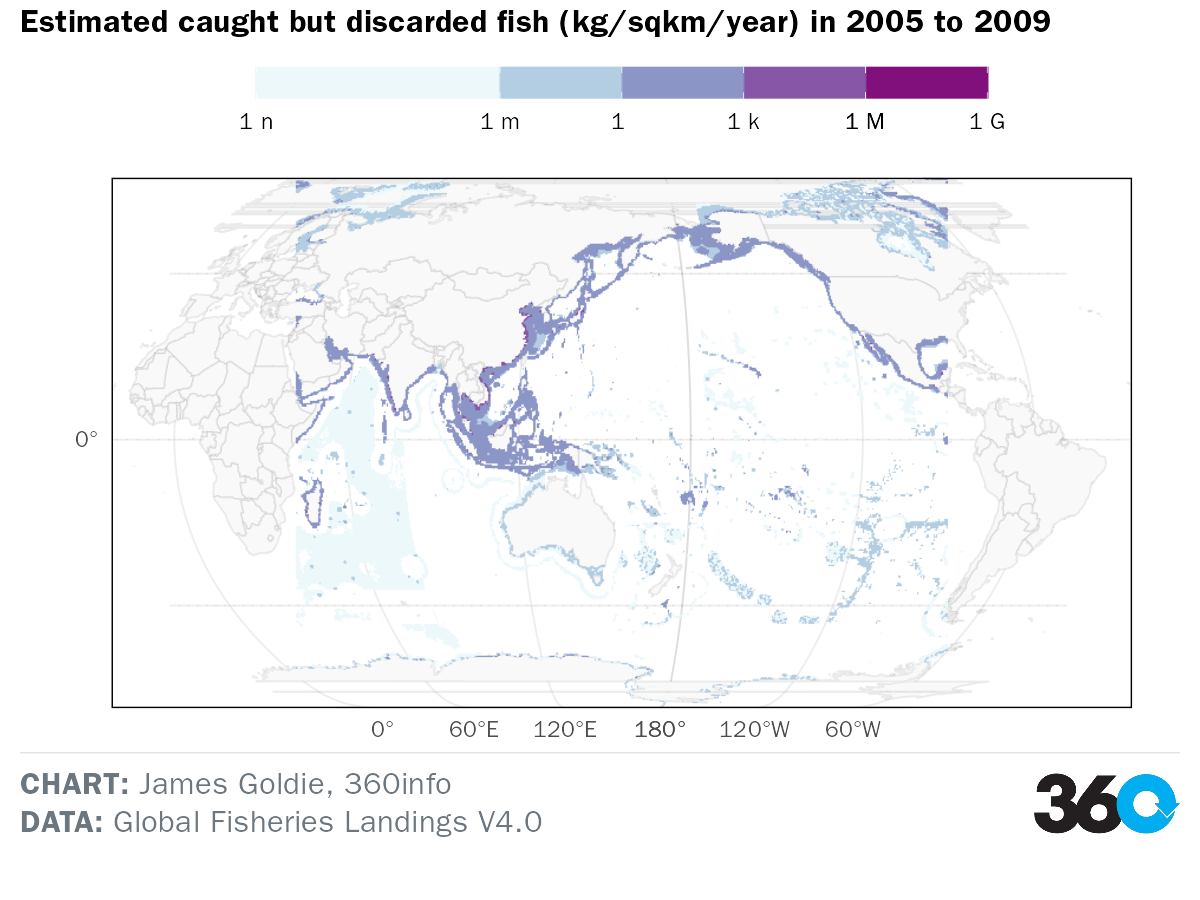 Estimated caught but discarded fish (kg/sqkm/year) in 2005 to 2009
1 n 1 m 1 1 k 1 M 1 G
0°
0° 60°E 120°E 180° 120°W 60°W
CHART: James Goldie, 360info
DATA: Global Fisheries Landings V4.0
360